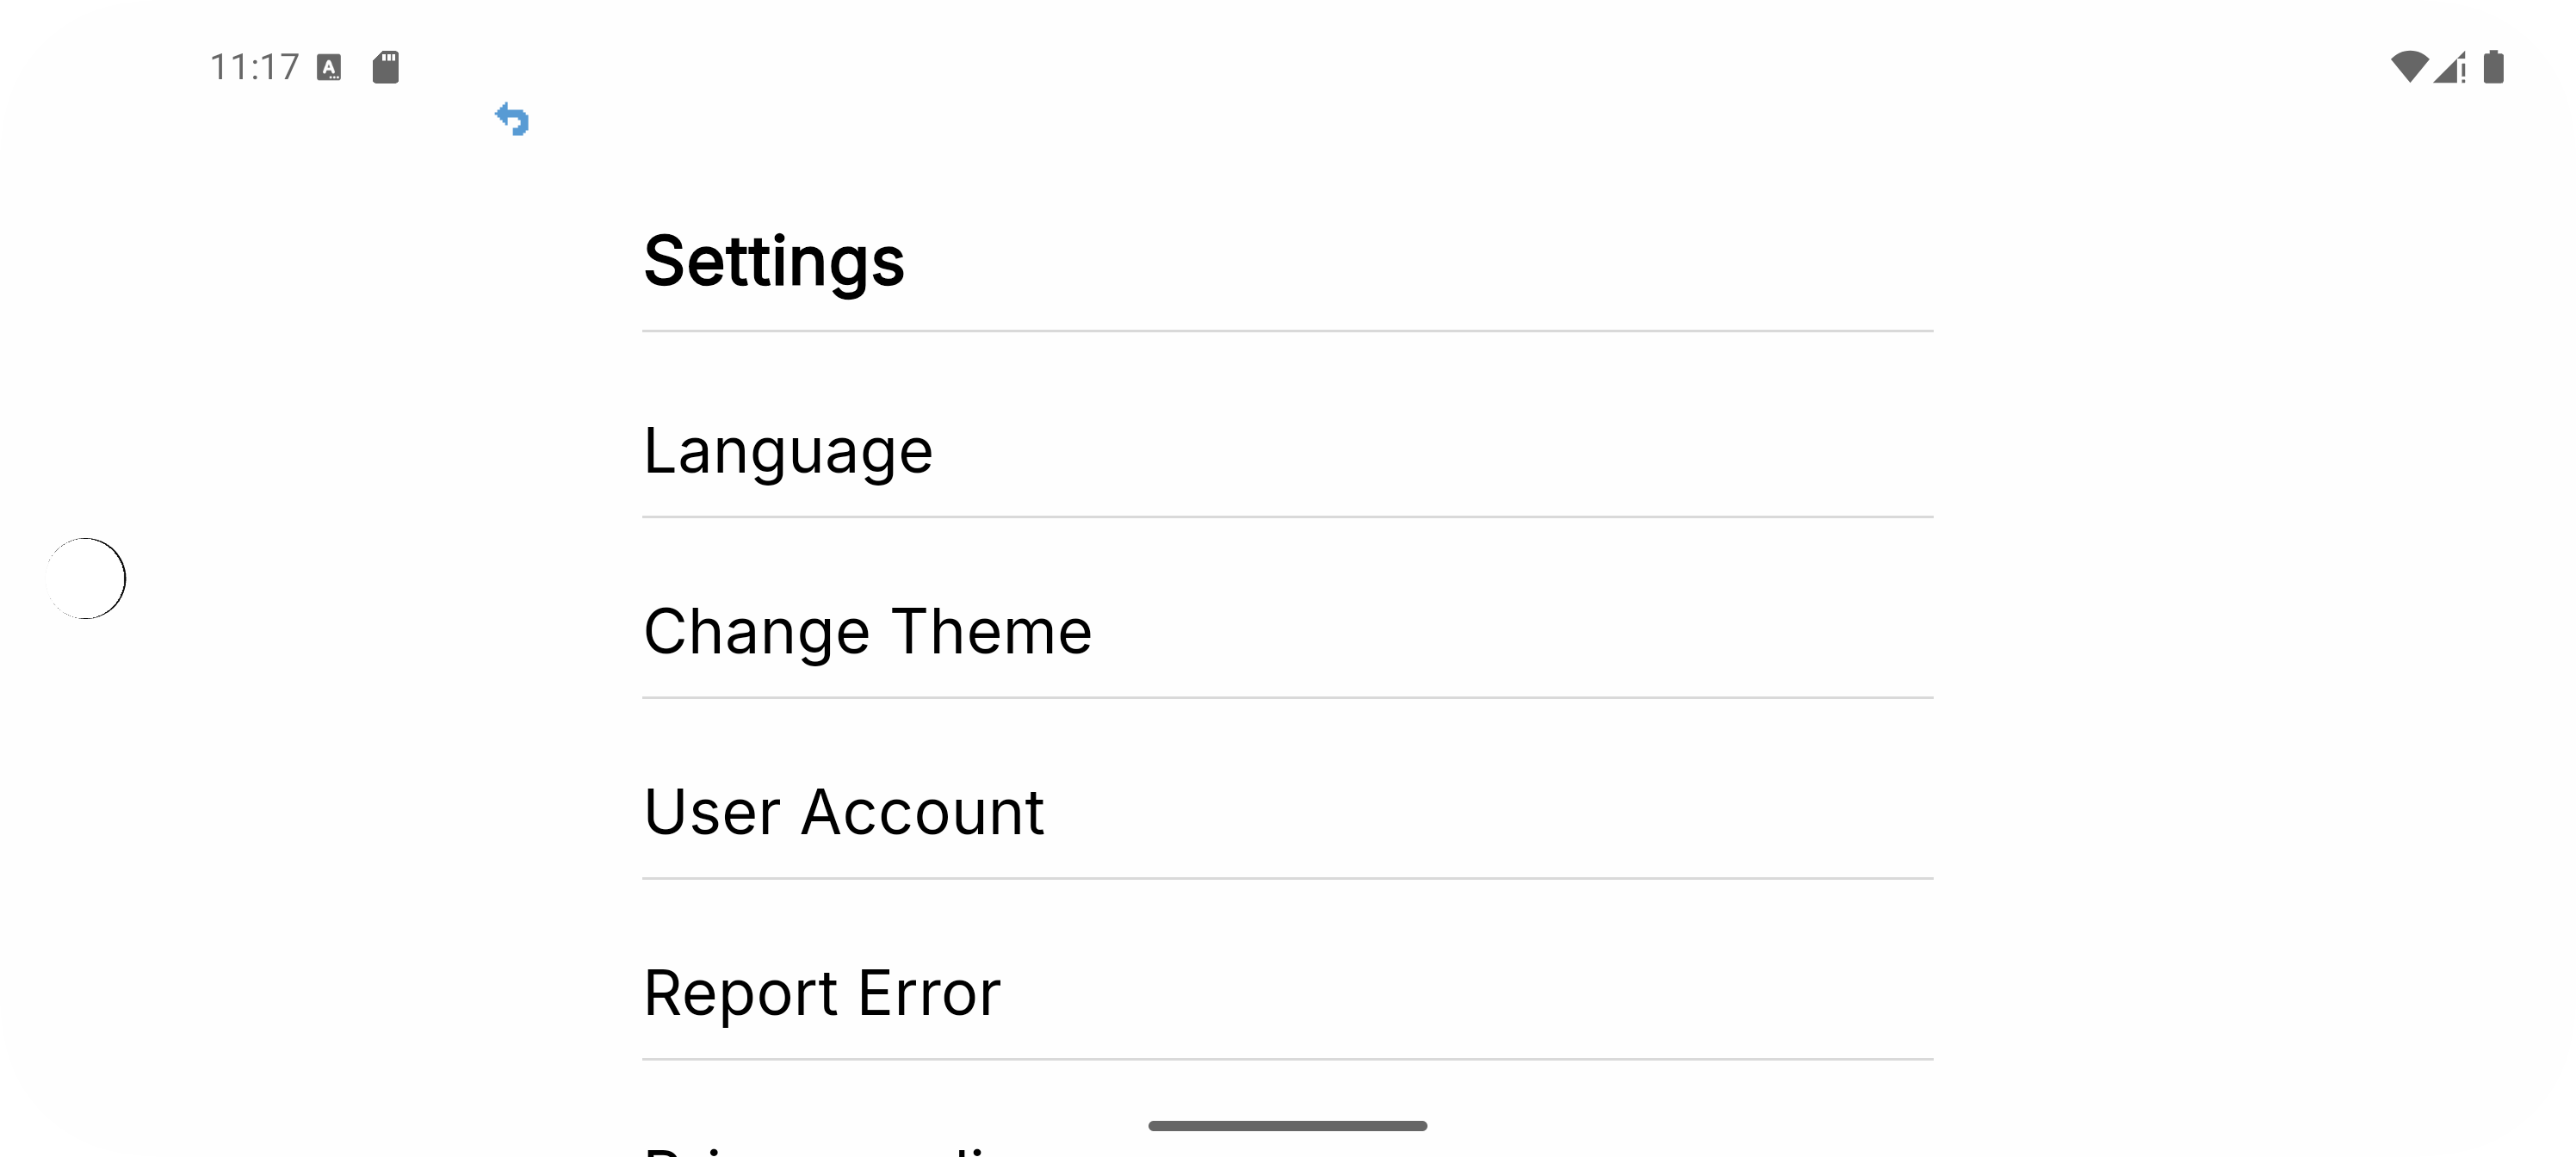 11:17
Settings
Language
Change Theme
User Account
Report Error